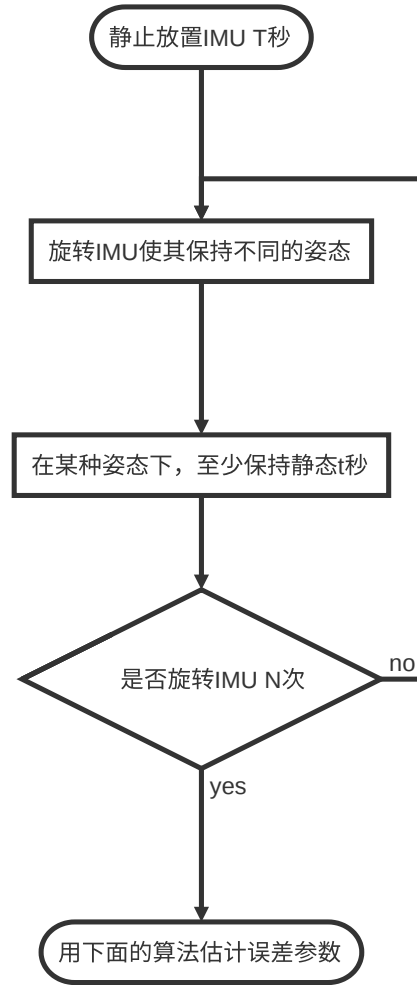 静止放置IMU T秒
旋转IMU使其保持不同的姿态
在某种姿态下，至少保持静态t秒
是否旋转IMU N次
no
yes
用下面的算法估计误差参数